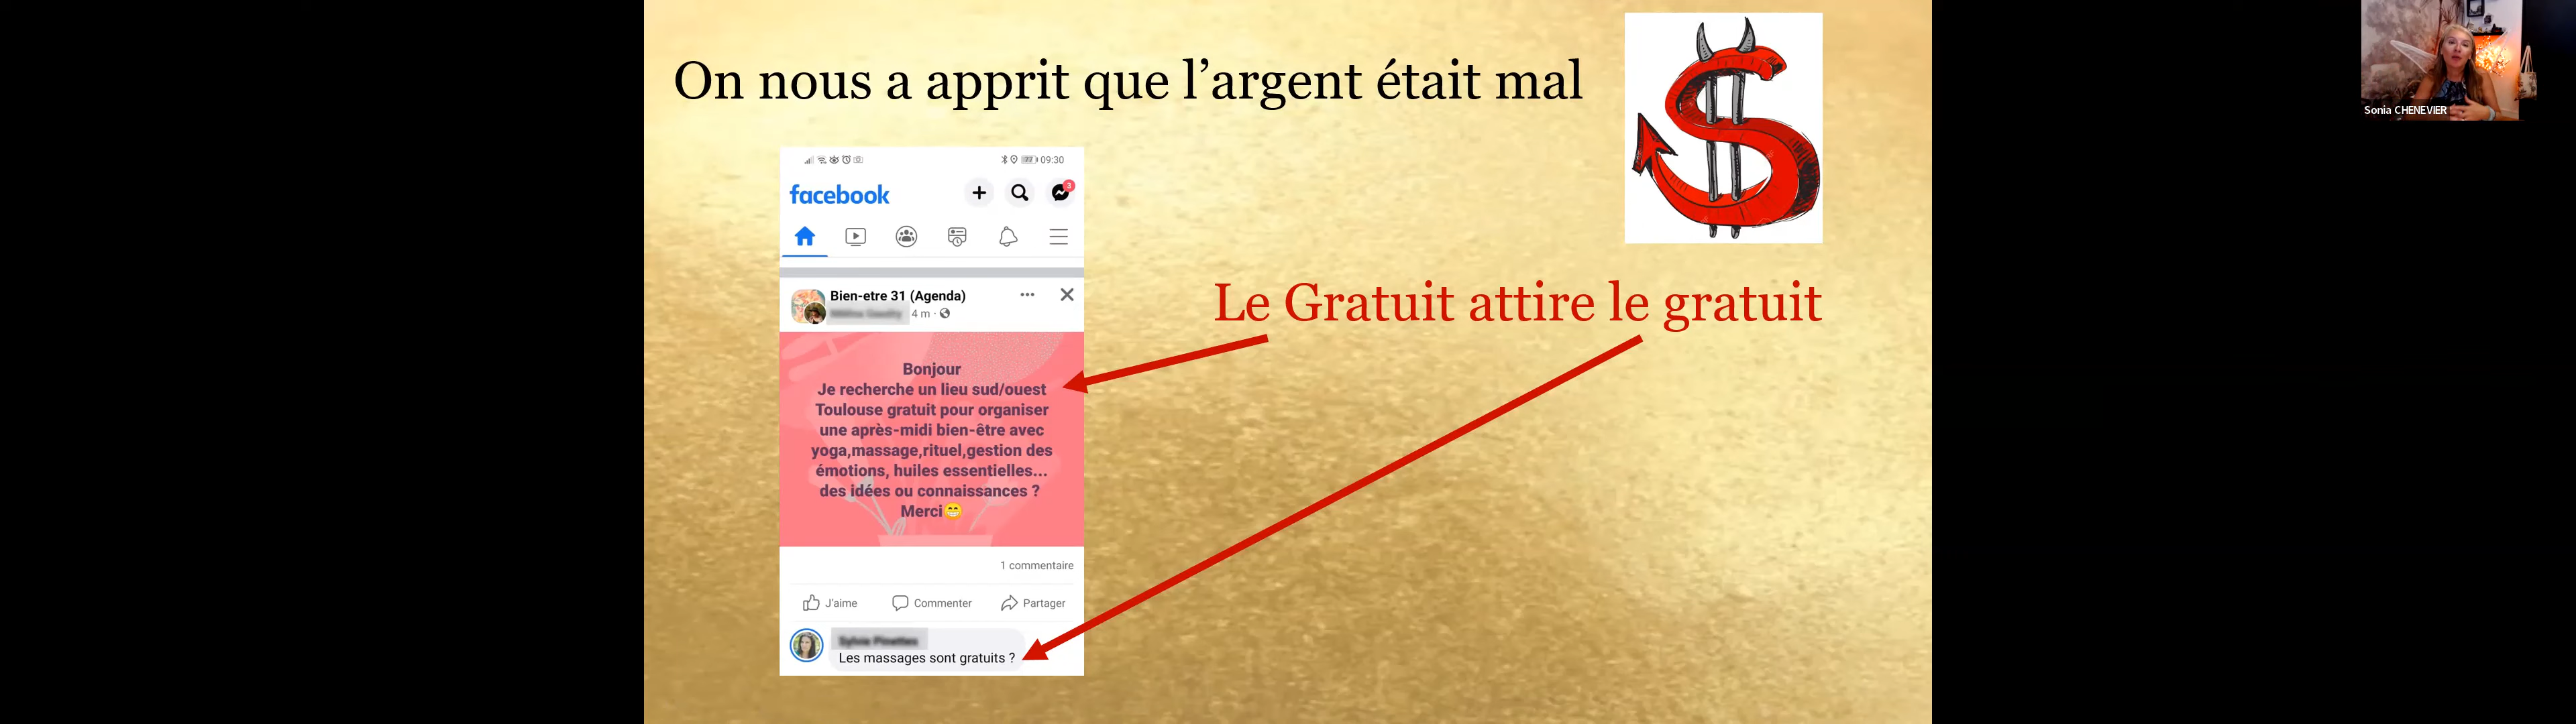 On nous a apprit que l’argent était mal
09:30
facebook
3
Bien-etre 31 (Agenda)
4 m
Bonjour
Je recherche un lieu sud/ouest
Toulouse gratuit pour organiser
une après-midi bien-être avec
yoga,massage,rituel,gestion des
émotions, huiles essentielles...
des idées ou connaissances ?
Merci😁
1 commentaire
J'aime
Commenter
Partager
Les massages sont gratuits ?
Le Gratuit attire le gratuit
Sonia CHENEVIER